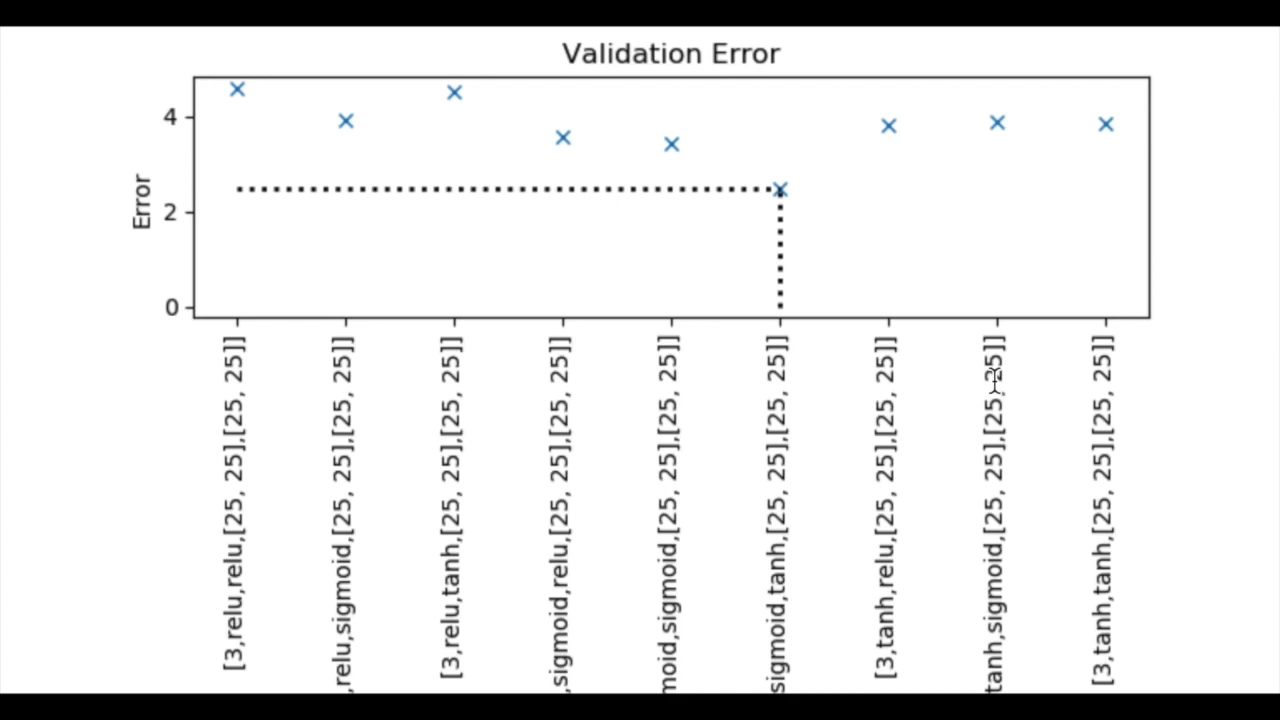 Validation Error
4
2
0
Error
[3,relu,relu,[25, 25],[25, 25]]
,relu,sigmoid,[25, 25],[25, 25]]
[3,relu,tanh,[25, 25],[25, 25]]
,sigmoid,relu,[25, 25],[25, 25]]
moid,sigmoid,[25, 25],[25, 25]]
sigmoid,tanh,[25, 25],[25, 25]]
[3,tanh,relu,[25, 25],[25, 25]]
tanh,sigmoid,[25, 25],[25, 25]]
[3,tanh,tanh,[25, 25],[25, 25]]